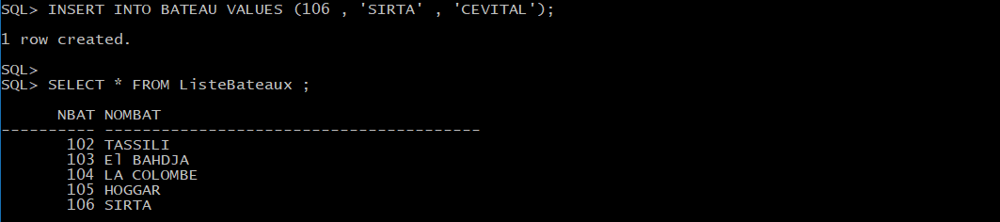 SQL> INSERT INTO BATEAU VALUES (106 , 'SIRTA' , 'CEVITAL');
1 row created.
SQL>
SQL> SELECT * FROM ListeBateaux ;
NBAT NOMBAT
---------- ----------------------------------------
102 TASSILI
103 El BAHDJA
104 LA COLOMBE
105 HOGGAR
106 SIRTA